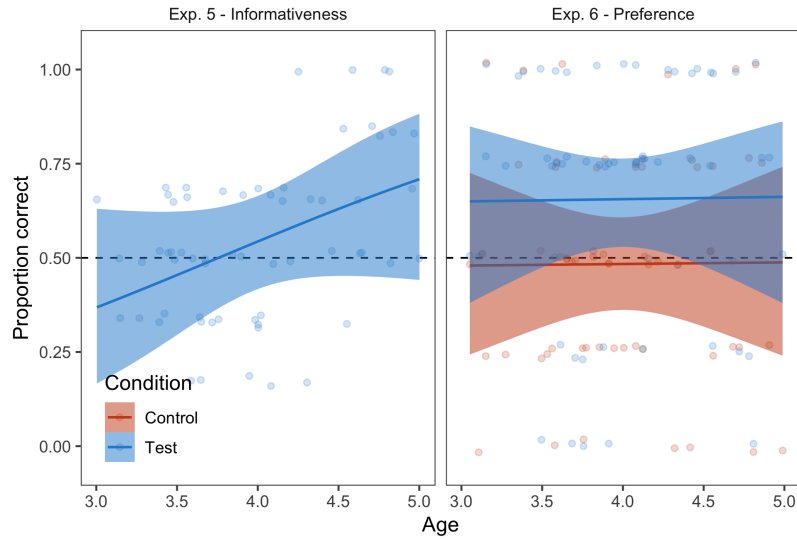 Exp. 5 - Informativeness
Exp. 6 - Preference
Proportion correct
1.00
0.75
0.50
0.25
0.00
Condition
Control
Test
3.0 3.5 4.0 4.5 5.0
3.0 3.5 4.0 4.5 5.0
Age